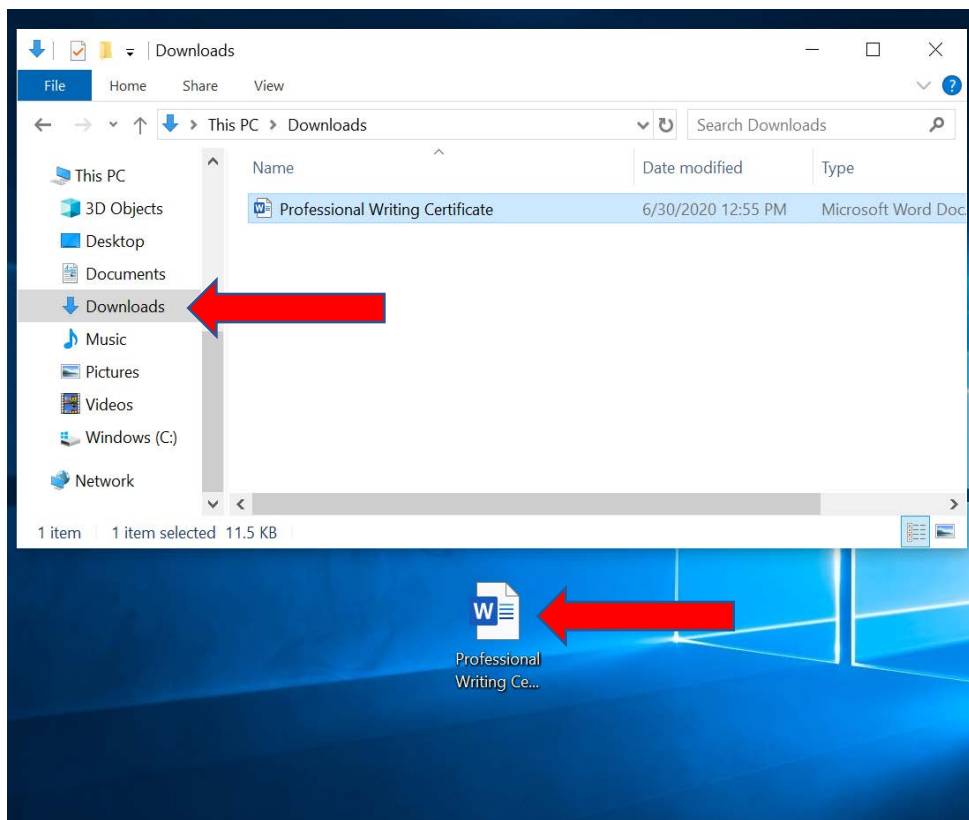 Downloads
File Home Share View
This PC > Downloads
Search Downloads
Name Date modified Type
This PC
3D Objects
Desktop
Documents
Downloads
Music
Pictures
Videos
Windows (C:)
Network
Professional Writing Certificate 6/30/2020 12:55 PM Microsoft Word Doc
1 item 1 item selected 11.5 KB
W
Professional
Writing Ce...